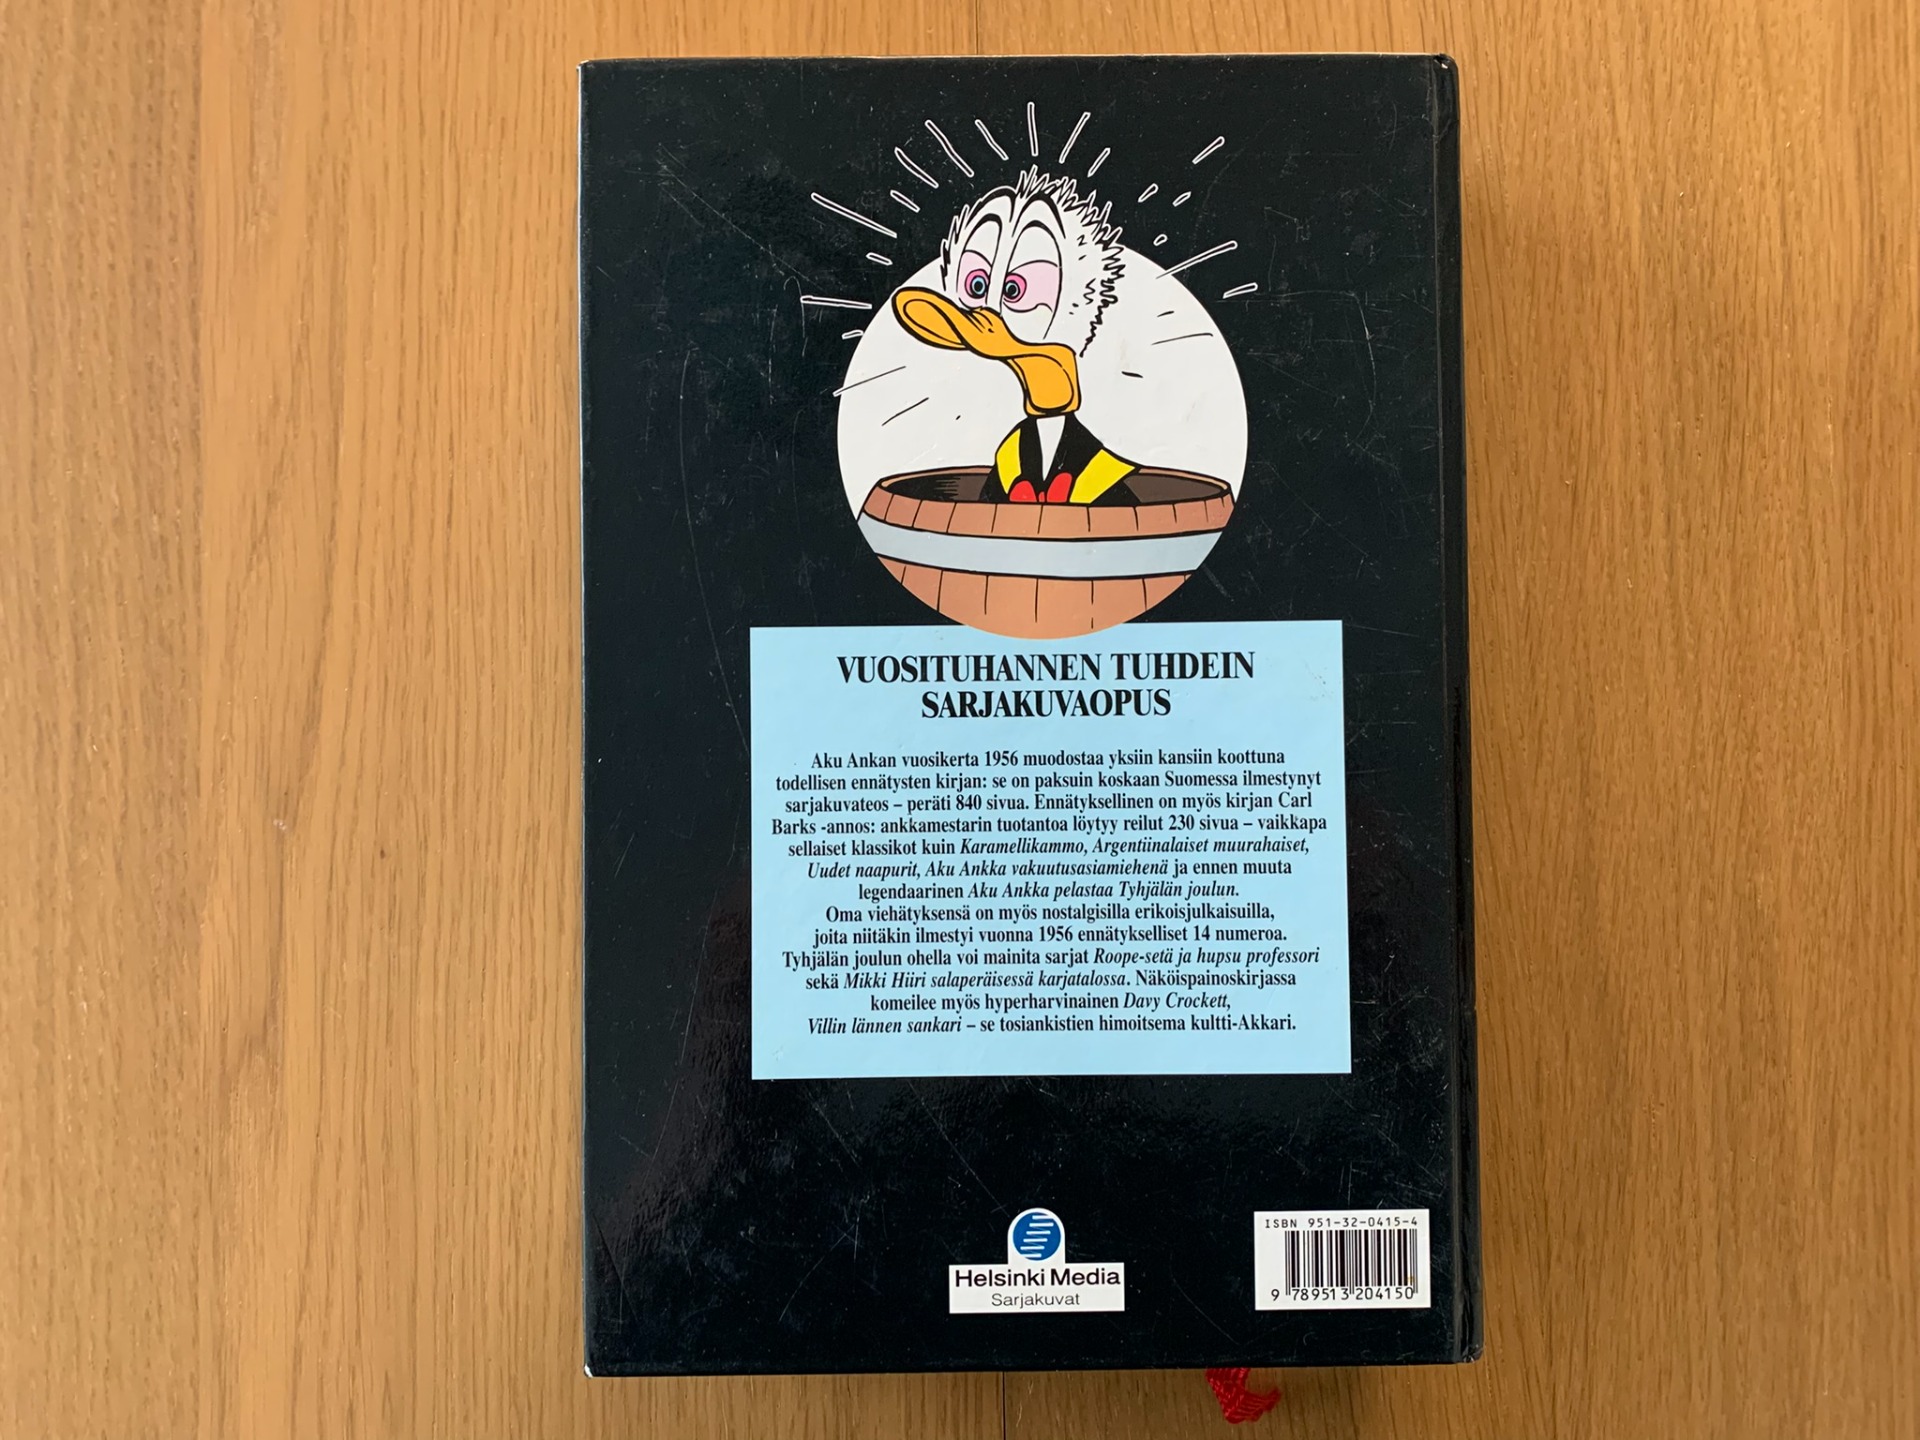 VUOSITUHANNEN TUHDEIN
SARJAKUVAOPUS
Aku Ankan vuosikerta 1956 muodostaa yksiin kansiin koottuna
todellisen ennätysten kirjan: se on paksuin koskaan Suomessa ilmestynyt
sarjakuvateos – peräti 840 sivua. Ennätyksellinen on myös kirjan Carl
Barks -annos: ankkamestarin tuotantoa löytyy reilut 230 sivua – vaikkapa
sellaiset klassikot kuin Karamellikammo, Argentiinalaiset muurahaiset,
Uudet naapurit, Aku Ankka vakuutusasiamiehenä ja ennen muuta
legendaarinen Aku Ankka pelastaa Tyhjälän joulun.
Oma viehätyksensä on myös nostalgisilla erikoisjulkaisuilla,
joita niitäkin ilmestyi vuonna 1956 ennätykselliset 14 numeroa.
Tyhjälän joulun ohella voi mainita sarjat Roope-setä ja hupsu professori
sekä Mikki Hiiri salaperäisessä karjatalossa. Näköispainoskirjassa
komeilee myös hyperharvinainen Davy Crockett,
Villin lännen sankari – se tosiankistien himoitsema kultti-Akkari.
Helsinki Media
Sarjakuvat
ISBN 951-32-0415-4
9 789513 204150